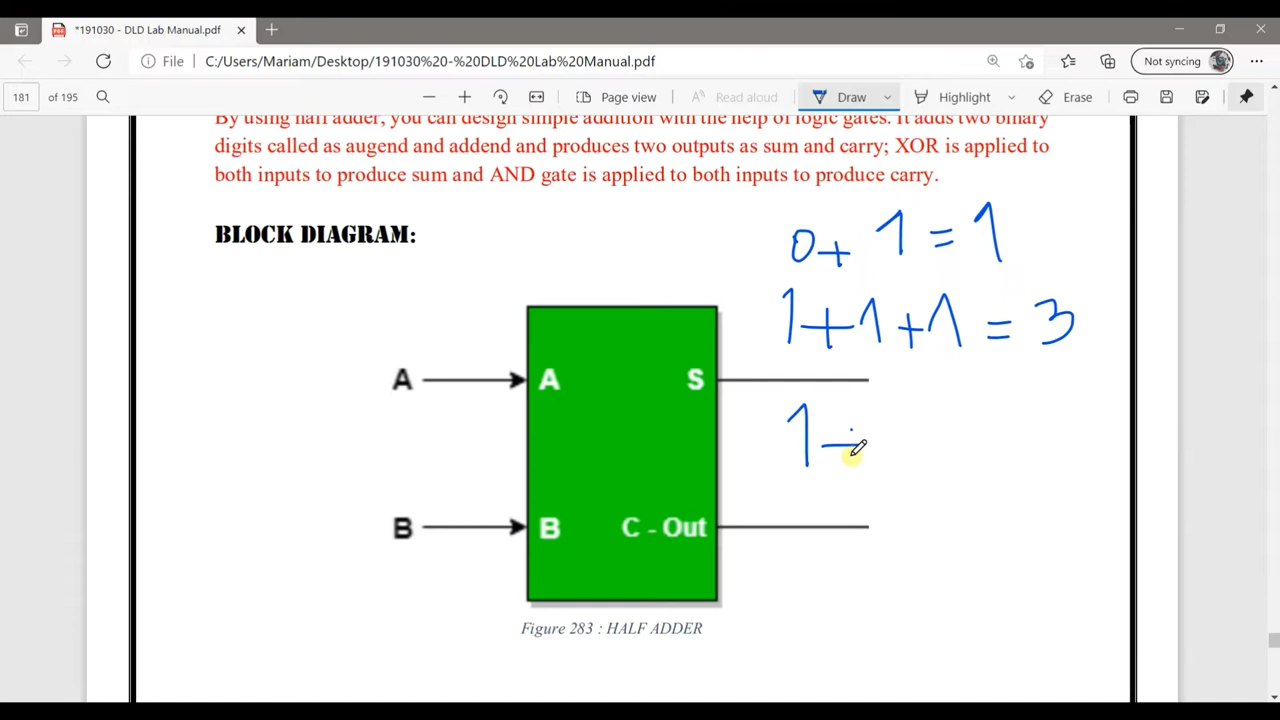 *191030 - DLD Lab Manual.pdf
File C:/Users/Mariam/Desktop/191030%20-%20DLD%20Lab%20Manual.pdf Not syncing
181 of 195 Page view Read aloud Draw Highlight Erase
By using half adder, you can design simple addition with the help of logic gates. It adds two binary
digits called as augend and addend and produces two outputs as sum and carry; XOR is applied to
both inputs to produce sum and AND gate is applied to both inputs to produce carry.
BLOCK DIAGRAM:
0+ 1 = 1
1+1+1 = 3
A A S
1-
B B C - Out
Figure 283 : HALF ADDER